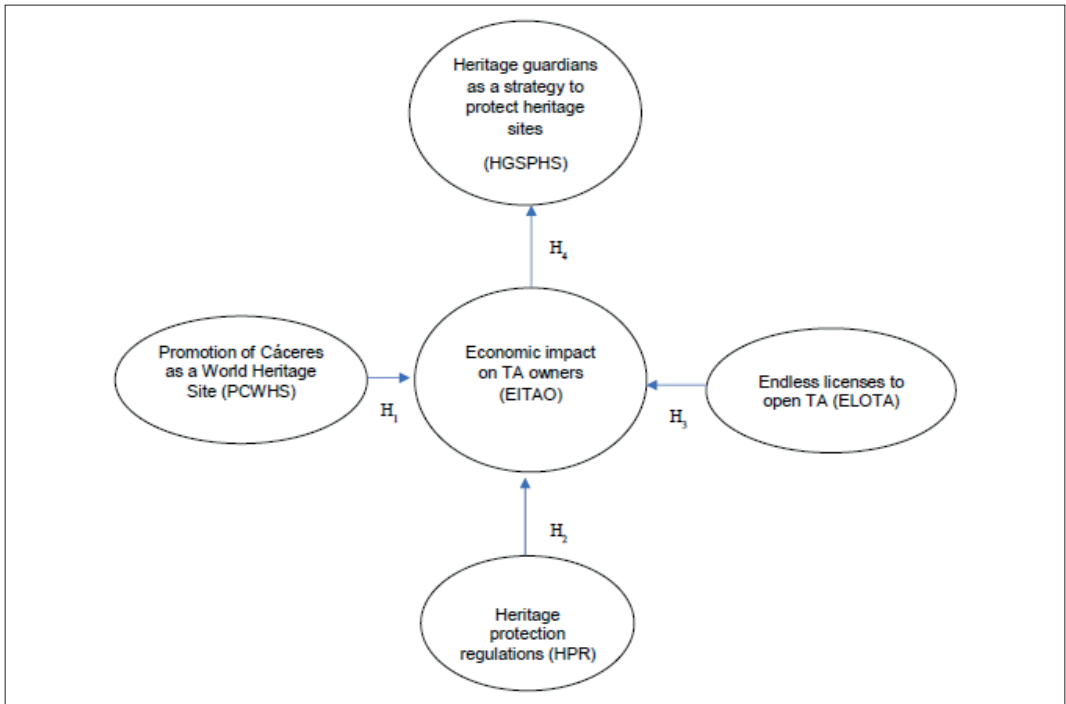 Heritage guardians
as a strategy to
protect heritage
sites
(HGSPHS)
H4
Promotion of Cáceres
as a World Heritage
Site (PCWHS)
H1
Economic impact
on TA owners
(EITAO)
H3
Endless licenses to
open TA (ELOTA)
H2
Heritage
protection
regulations (HPR)